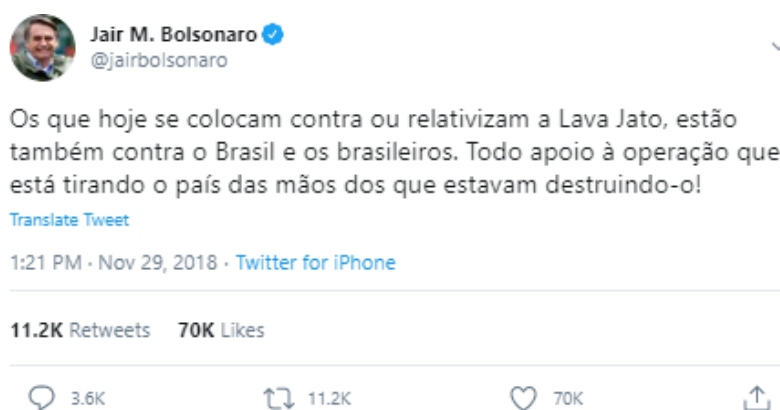 Jair M. Bolsonaro
@jairbolsonaro
Os que hoje se colocam contra ou relativizam a Lava Jato, estão
também contra o Brasil e os brasileiros. Todo apoio à operação que
está tirando o país das mãos dos que estavam destruindo-o!
Translate Tweet
1:21 PM · Nov 29, 2018 · Twitter for iPhone
11.2K Retweets 70K Likes
3.6K 11.2K 70K